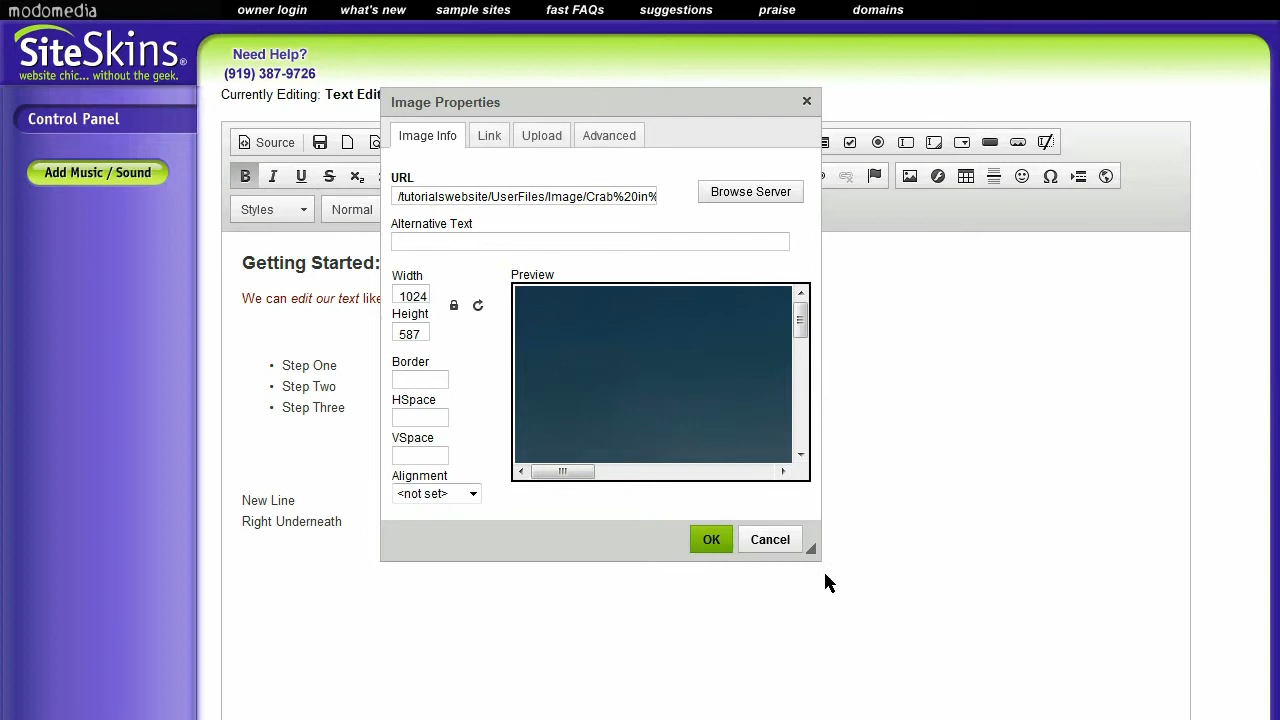 modomedia
owner login what's new sample sites fast FAQs suggestions praise domains
SiteSkins®
website chic... without the geek.
Need Help?
(919) 387-9726
Currently Editing: Text Edit
Control Panel
Add Music / Sound
Source
B I U S X₂
Styles Normal
Getting Started:
We can edit our text like
• Step One
• Step Two
• Step Three
New Line
Right Underneath
Image Properties
Image Info Link Upload Advanced
URL
/tutorialswebsite/UserFiles/Image/Crab%20in%
Browse Server
Alternative Text
Width
1024
Height
587
Border
HSpace
VSpace
Alignment
<not set>
Preview
OK Cancel